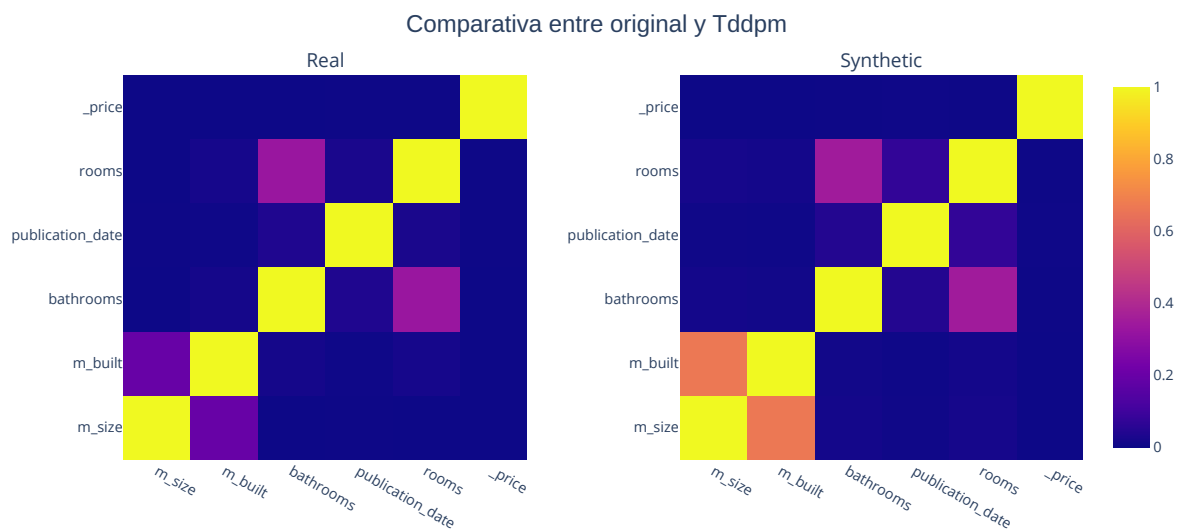 Comparativa entre original y Tddpm
Real
Synthetic
_price
rooms
publication_date
bathrooms
m_built
m_size
m_size
m_built
bathrooms
publication_date
rooms
_price
_price
rooms
publication_date
bathrooms
m_built
m_size
m_size
m_built
bathrooms
publication_date
rooms
_price
1
0.8
0.6
0.4
0.2
0